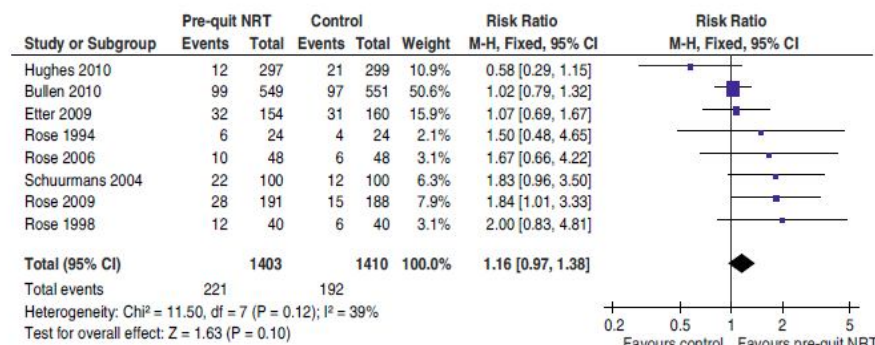 Pre-quit NRT Control Risk Ratio Risk Ratio
Study or Subgroup Events Total Events Total Weight M-H, Fixed, 95% CI M-H, Fixed, 95% CI
Hughes 2010 12 297 21 299 10.9% 0.58 [0.29, 1.15]
Bullen 2010 99 549 97 551 50.6% 1.02 [0.79, 1.32]
Etter 2009 32 154 31 160 15.9% 1.07 [0.69, 1.67]
Rose 1994 6 24 4 24 2.1% 1.50 [0.48, 4.65]
Rose 2006 10 48 6 48 3.1% 1.67 [0.66, 4.22]
Schuurmans 2004 22 100 12 100 6.3% 1.83 [0.96, 3.50]
Rose 2009 28 191 15 188 7.9% 1.84 [1.01, 3.33]
Rose 1998 12 40 6 40 3.1% 2.00 [0.83, 4.81]
Total (95% CI) 1403 1410 100.0% 1.16 [0.97, 1.38]
Total events 221 192
Heterogeneity: Chi² = 11.50, df = 7 (P = 0.12); I² = 39%
Test for overall effect: Z = 1.63 (P = 0.10)
0.2 0.5 1 2 5
Favours control Favours pre-quit NRT